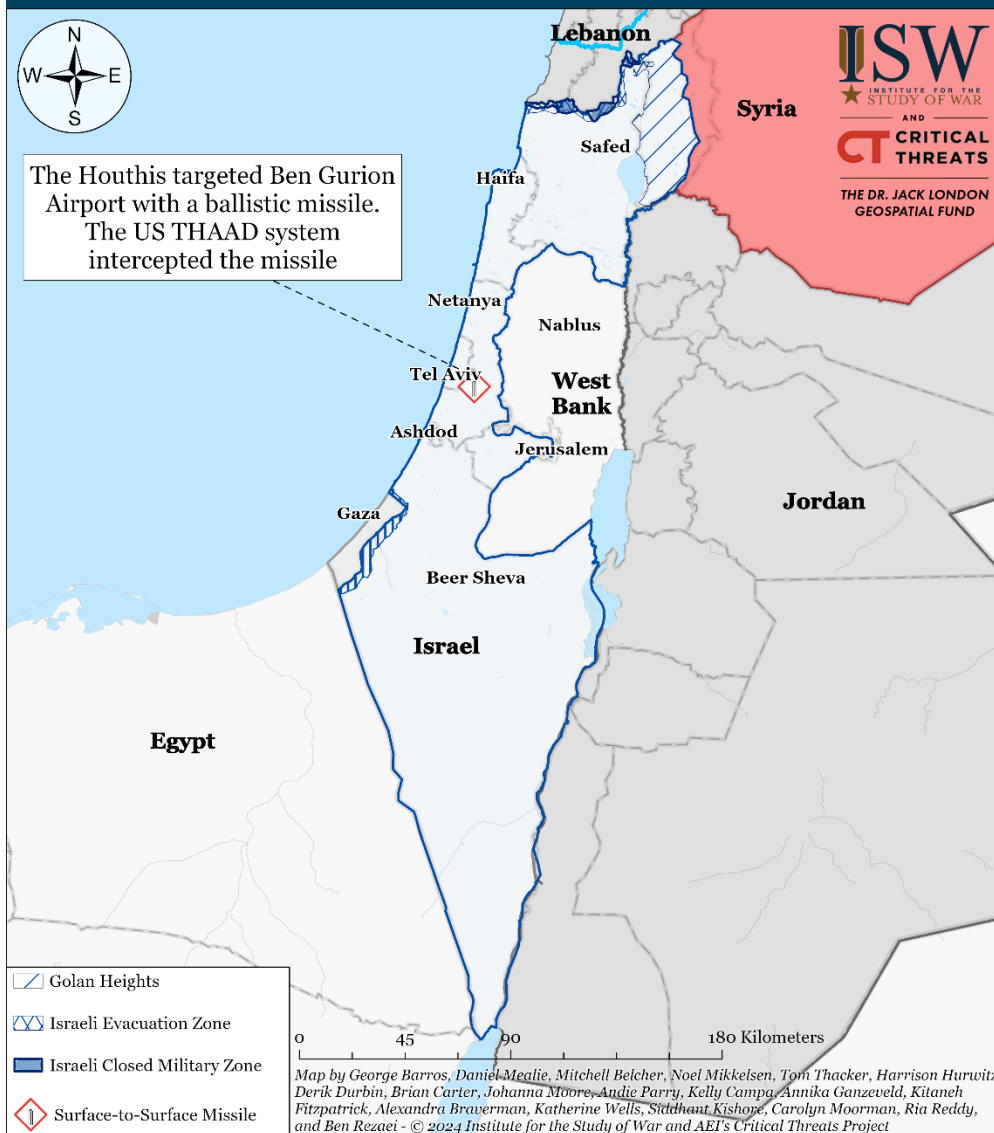 Lebanon
N
W
E
S
ISW
INSTITUTE FOR THE
STUDY OF WAR
AND
CT CRITICAL
THREATS
THE DR. JACK LONDON
GEOSPATIAL FUND
Syria
Safed
The Houthis targeted Ben Gurion
Airport with a ballistic missile.
The US THAAD system
intercepted the missile
Haifa
Netanya
Nablus
Tel Aviv
West
Bank
Ashdod
Jerusalem
Gaza
Jordan
Beer Sheva
Israel
Egypt
Golan Heights
Israeli Evacuation Zone
Israeli Closed Military Zone
Surface-to-Surface Missile
0 45 90 180 Kilometers
Map by George Barros, Daniel Mealie, Mitchell Belcher, Noel Mikkelsen, Tom Thacker, Harrison Hurwitz
Derik Durbin, Brian Carter, Johanna Moore, Andie Parry, Kelly Campa, Annika Ganzeveld, Kitaneh
Fitzpatrick, Alexandra Braverman, Katherine Wells, Siddhant Kishore, Carolyn Moorman, Ria Reddy,
and Ben Rezaei - © 2024 Institute for the Study of War and AEI's Critical Threats Project